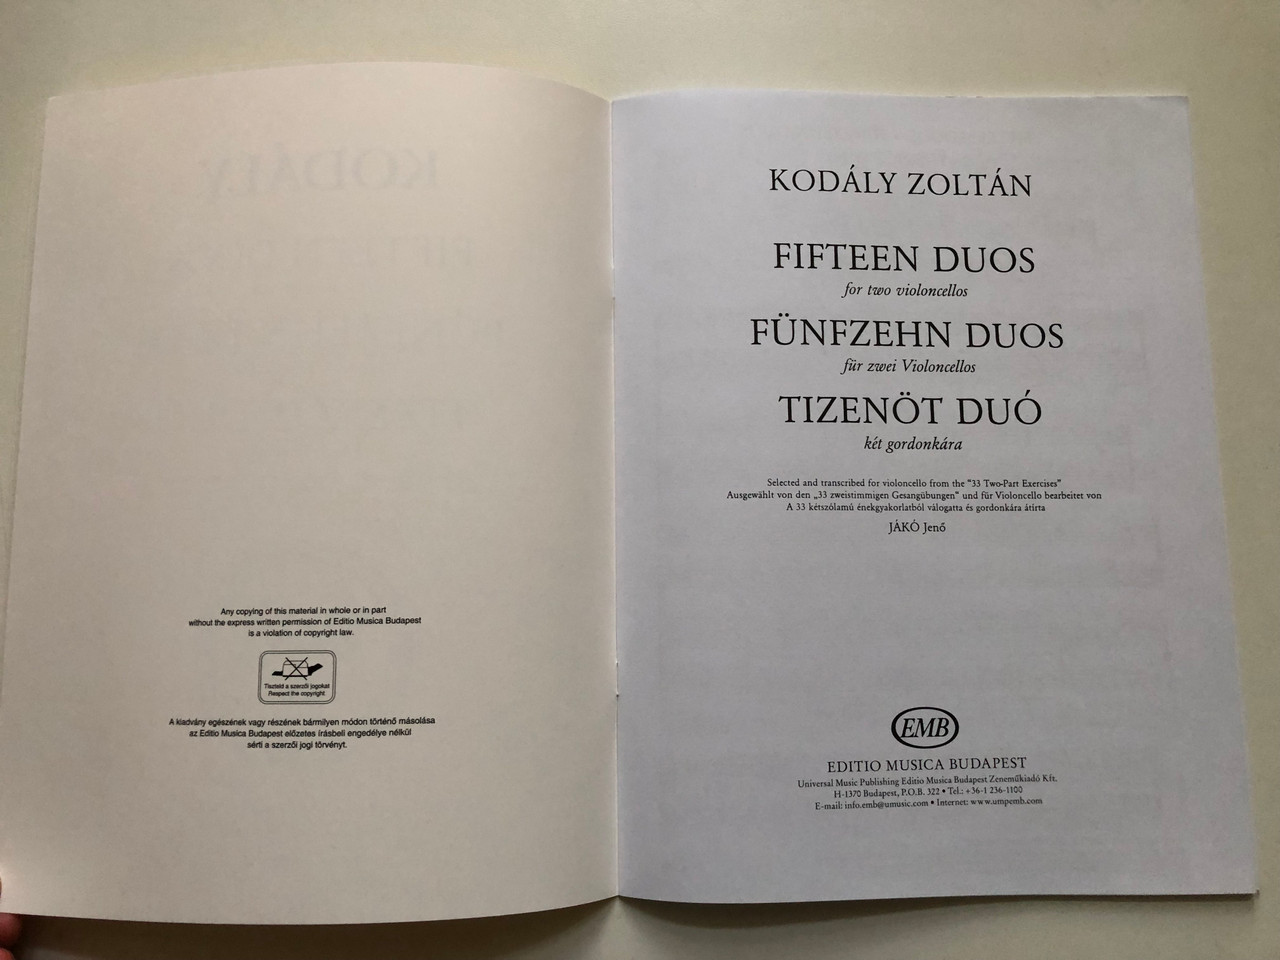 Any copying of this material in whole or in part
without the express written permission of Editio Musica Budapest
is a violation of copyright law.
Tiszteld a szerzői jogokat
Respect the copyright
A kiadvány egészének vagy részének bármilyen módon történő másolása
az Editio Musica Budapest előzetes írásbeli engedélye nélkül
sérti a szerzői jogi törvényt.
KODÁLY ZOLTÁN
FIFTEEN DUOS
for two violoncellos
FÜNFZEHN DUOS
für zwei Violoncellos
TIZENÖT DUÓ
két gordonkára
Selected and transcribed for violoncello from the "33 Two-Part Exercises"
Ausgewählt von den „33 zweistimmigen Gesangübungen" und für Violoncello bearbeitet von
A 33 kétszólamú énekgyakorlatból válogatta és gordonkára átírta
JÁKÓ Jenő
EMB
EDITIO MUSICA BUDAPEST
Universal Music Publishing Editio Musica Budapest Zeneműkiadó Kft.
H-1370 Budapest, P.O.B. 322 • Tel.: +36-1 236-1100
E-mail: info.emb@umusic.com • Internet: www.umpemb.com